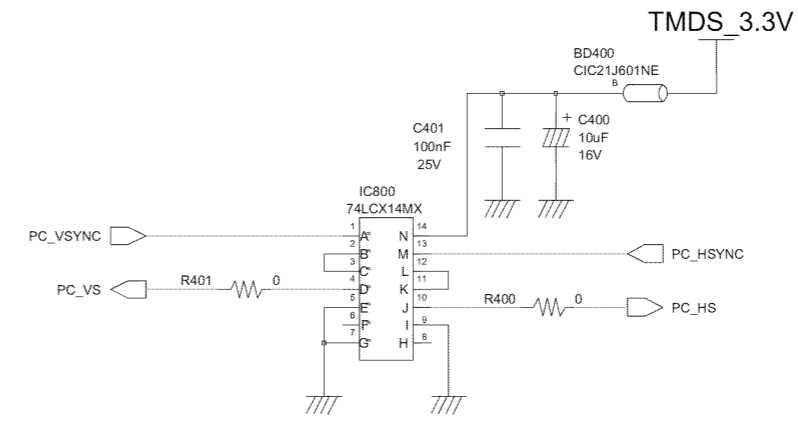 TMDS_3.3V
BD400
CIC21J601NE
B
C401
100nF
25V
+ C400
10uF
16V
IC800
74LCX14MX
PC_VSYNC
1 A" N 14
2 B" M 13
PC_HSYNC
3 C" L 12
PC_VS
R401 0
4 D" K 11
5 E" J 10
R400 0
PC_HS
6 F" I 9
7 G" H 8